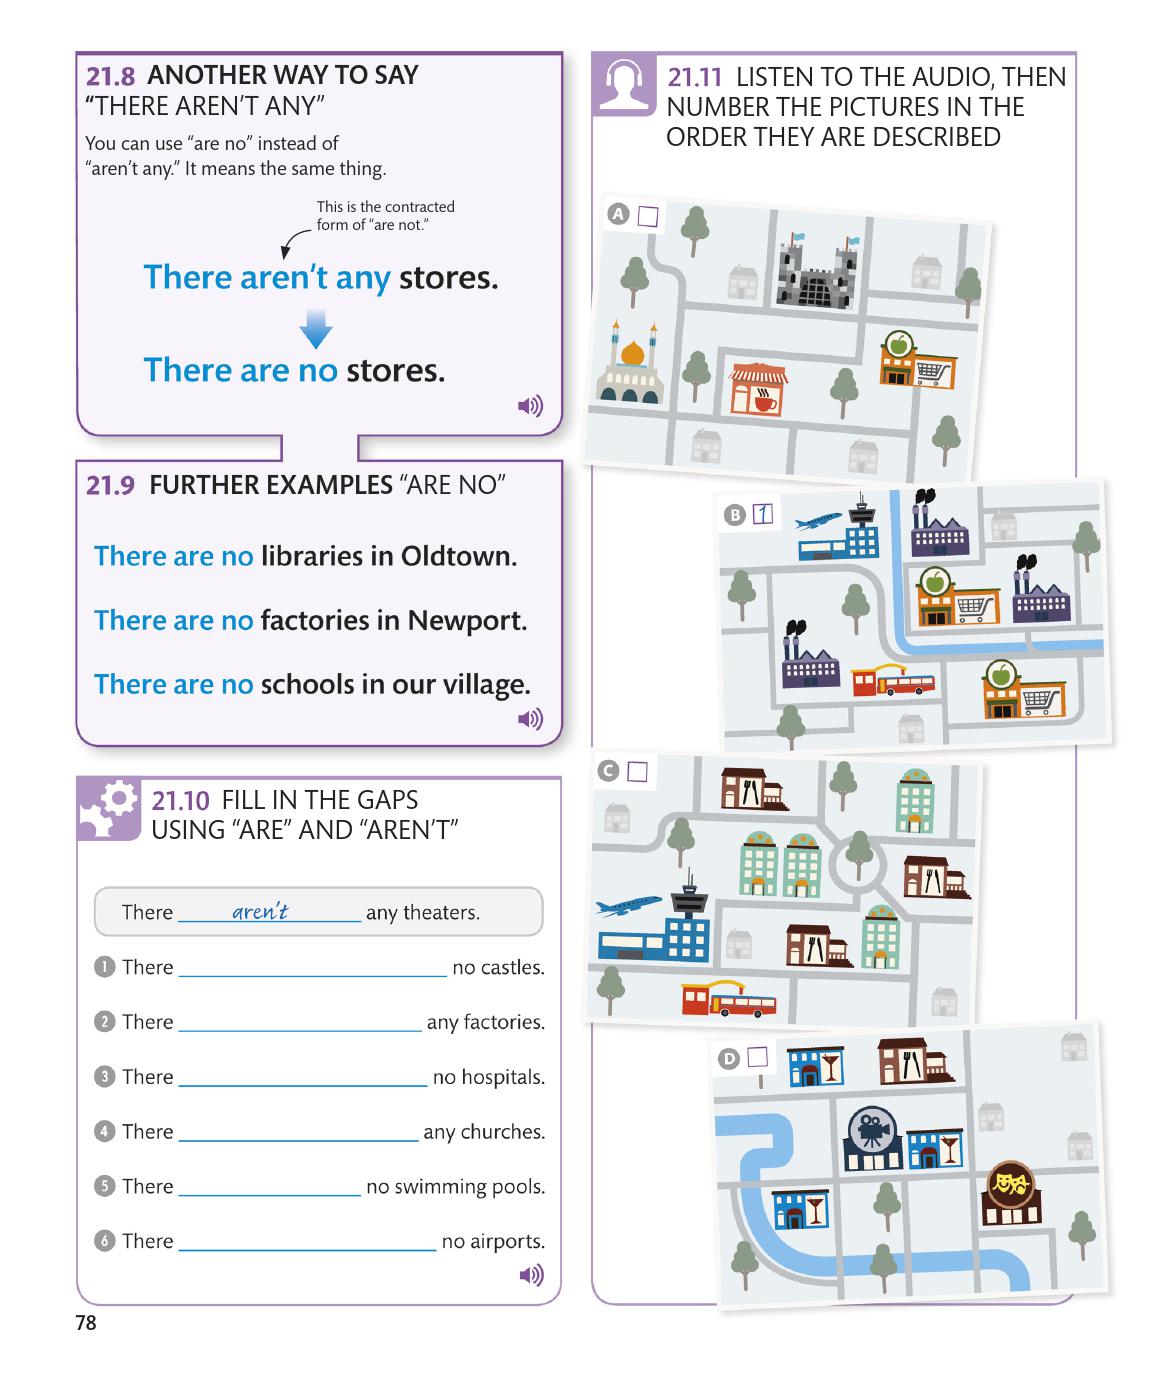 21.8 ANOTHER WAY TO SAY
“THERE AREN’T ANY”
You can use “are no” instead of
“aren’t any.” It means the same thing.
This is the contracted
form of “are not.”
There aren’t any stores.
There are no stores.
21.9 FURTHER EXAMPLES “ARE NO”
There are no libraries in Oldtown.
There are no factories in Newport.
There are no schools in our village.
21.10 FILL IN THE GAPS
USING “ARE” AND “AREN’T”
There aren’t any theaters.
1 There no castles.
2 There any factories.
3 There no hospitals.
4 There any churches.
5 There no swimming pools.
6 There no airports.
78
21.11 LISTEN TO THE AUDIO, THEN
NUMBER THE PICTURES IN THE
ORDER THEY ARE DESCRIBED
A
B 1
C
D